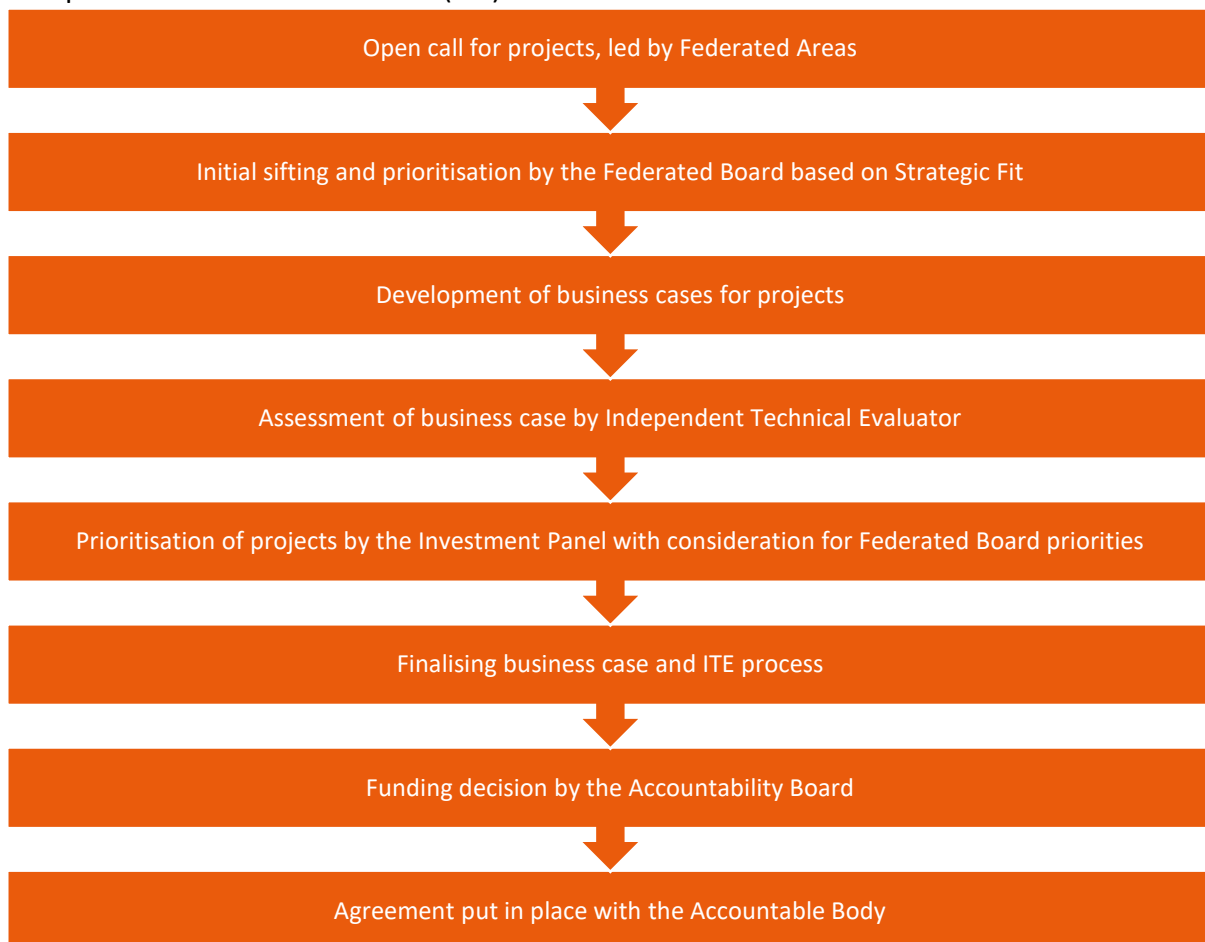 Open call for projects, led by Federated Areas
Initial sifting and prioritisation by the Federated Board based on Strategic Fit
Development of business cases for projects
Assessment of business case by Independent Technical Evaluator
Prioritisation of projects by the Investment Panel with consideration for Federated Board priorities
Finalising business case and ITE process
Funding decision by the Accountability Board
Agreement put in place with the Accountable Body